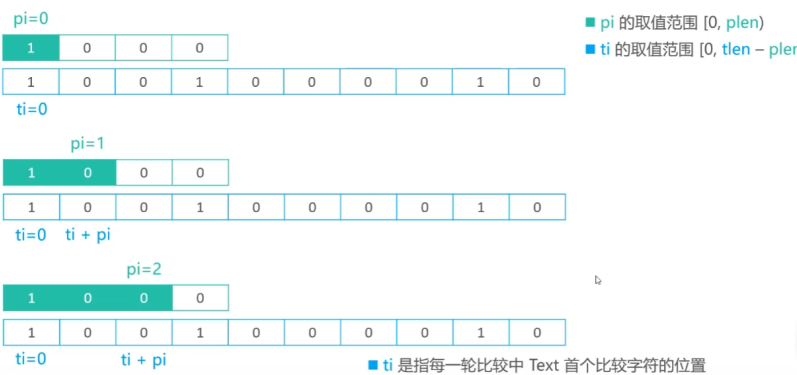 pi=0
■ pi 的取值范围 [0, plen)
1 0 0 0
■ ti 的取值范围 [0, tlen – plen
1 0 0 1 0 0 0 0 1 0
ti=0
pi=1
1 0 0 0
1 0 0 1 0 0 0 0 1 0
ti=0 ti + pi
pi=2
1 0 0 0
1 0 0 1 0 0 0 0 1 0
ti=0 ti + pi
■ ti 是指每一轮比较中 Text 首个比较字符的位置